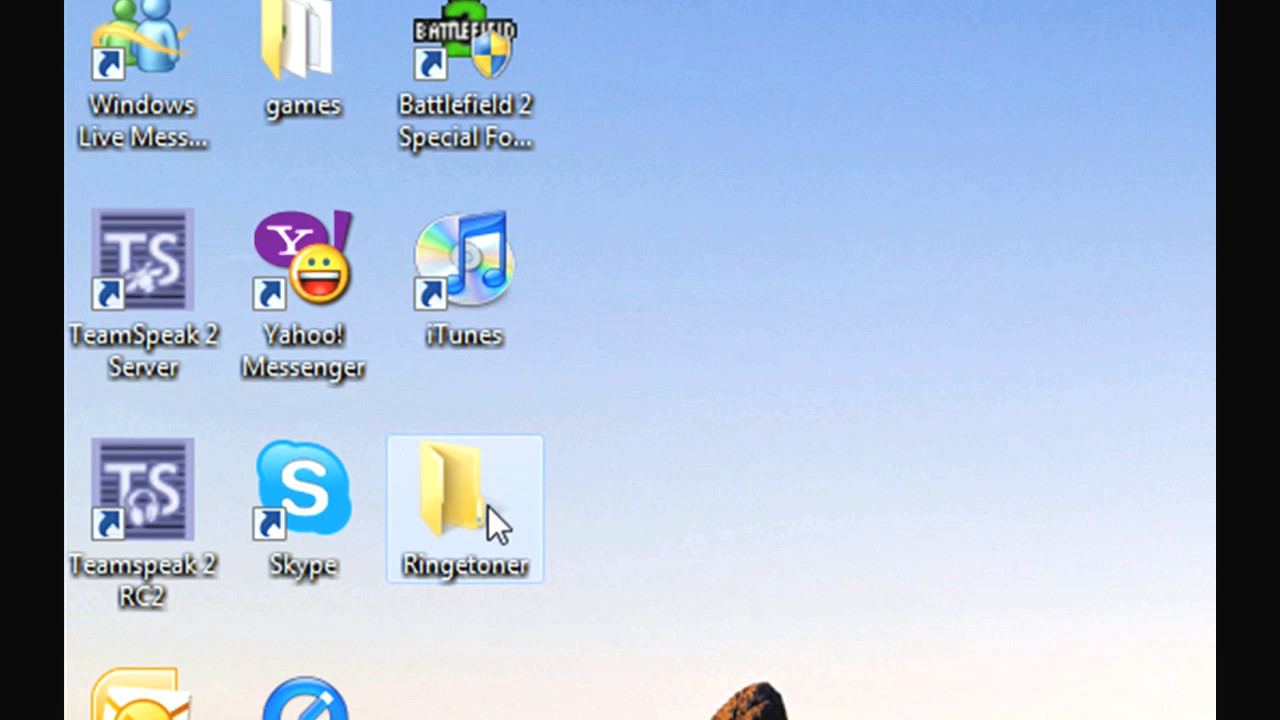 BATTLEFIELD
2
Windows
Live Mess...
games
Battlefield 2
Special Fo...
TS
Y!
TeamSpeak 2
Server
Yahoo!
Messenger
iTunes
TS
S
Teamspeak 2
RC2
Skype
Ringetoner